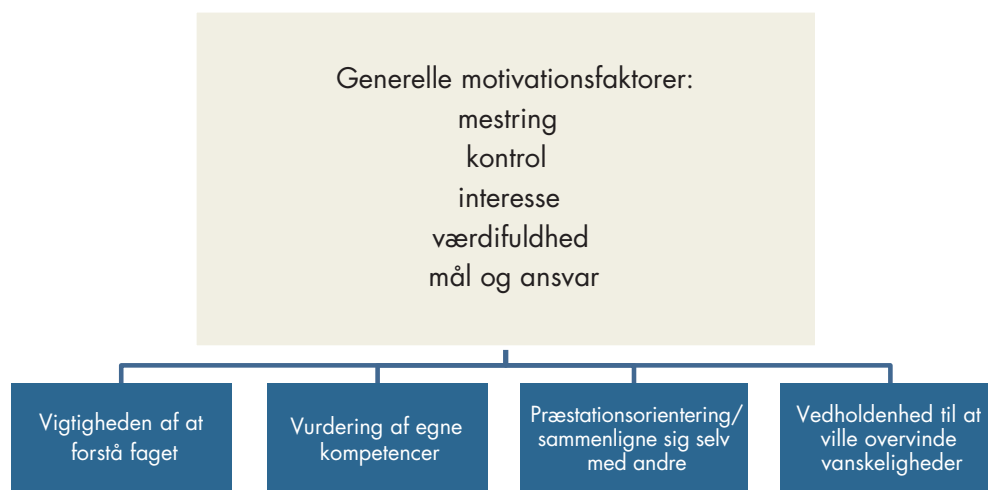 Generelle motivationsfaktorer:
mestring
kontrol
interesse
værdifuldhed
mål og ansvar
Vigtigheden af at
forstå faget
Vurdering af egne
kompetencer
Præstationsorientering/
sammenligne sig selv
med andre
Vedholdenhed til at
ville overvinde
vanskeligheder